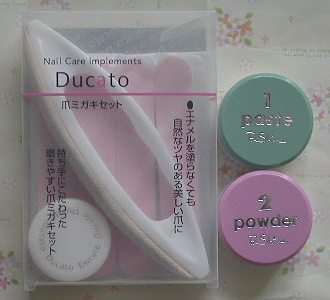 Nail Care Implements
Ducato
爪ミガキセット
●エナメルを塗らなくても
自然なツヤのある美しい爪に
持ち手にこだわった
磨きやすい爪ミガキセット
Ducato
1
paste
2
powder